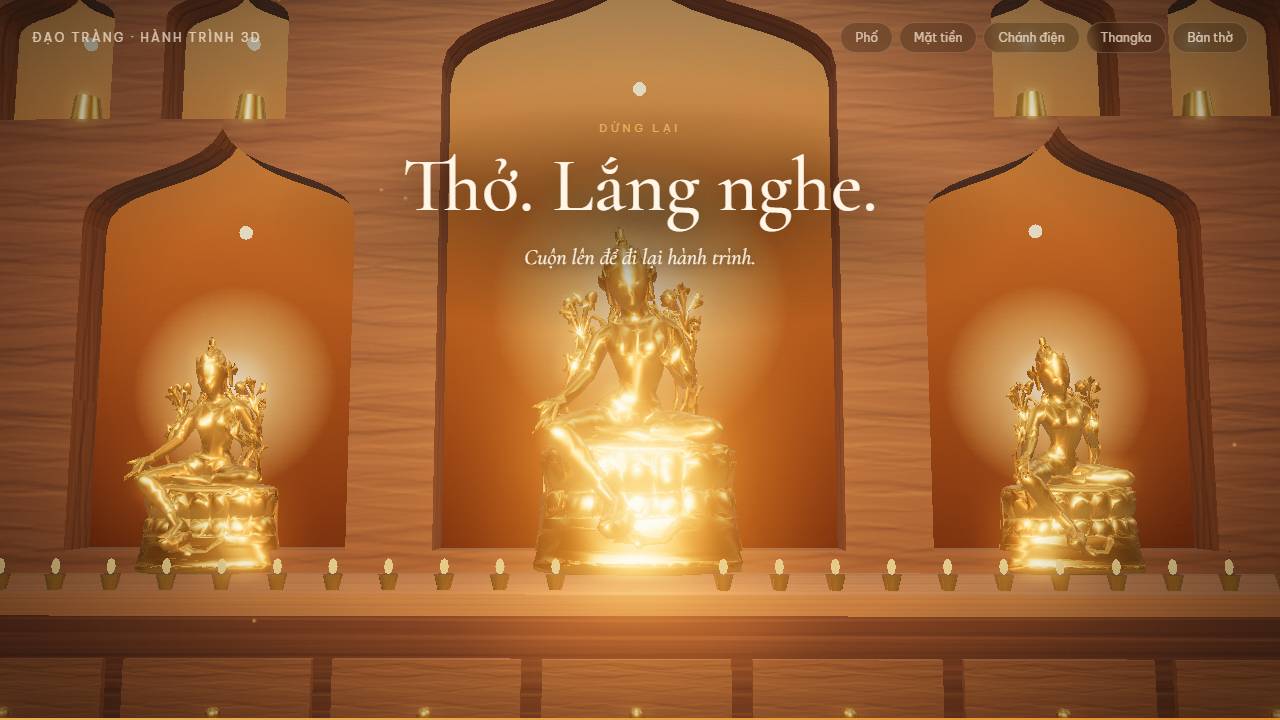 ĐẠO TRÀNG · HÀNH TRÌNH 3D
Phố
Mặt tiền
Chánh điện
Thangka
Bàn thờ
DỪNG LẠI
Thở. Lắng nghe.
Cuộn lên để đi lại hành trình.